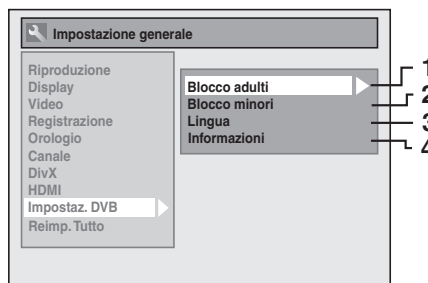 Impostazione generale
Riproduzione
Display
Video
Registrazione
Orologio
Canale
DivX
HDMI
Impostaz. DVB
Reimp. Tutto
Blocco adulti
Blocco minori
Lingua
Informazioni
1
2
3
4